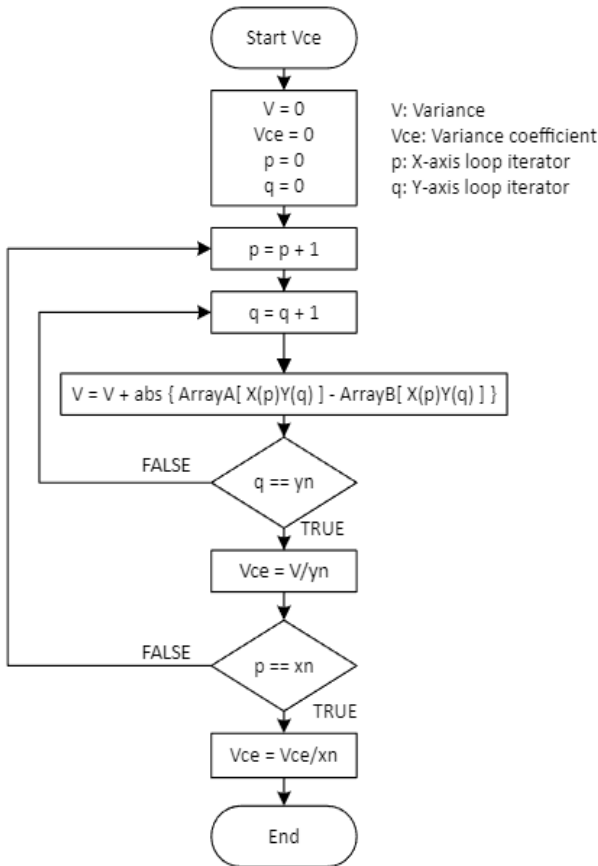 Start Vce
V = 0
Vce = 0
p = 0
q = 0
V: Variance
Vce: Variance coefficient
p: X-axis loop iterator
q: Y-axis loop iterator
p = p + 1
q = q + 1
V = V + abs { ArrayA[ X(p)Y(q) ] - ArrayB[ X(p)Y(q) ] }
FALSE
q == yn
TRUE
Vce = V/yn
FALSE
p == xn
TRUE
Vce = Vce/xn
End